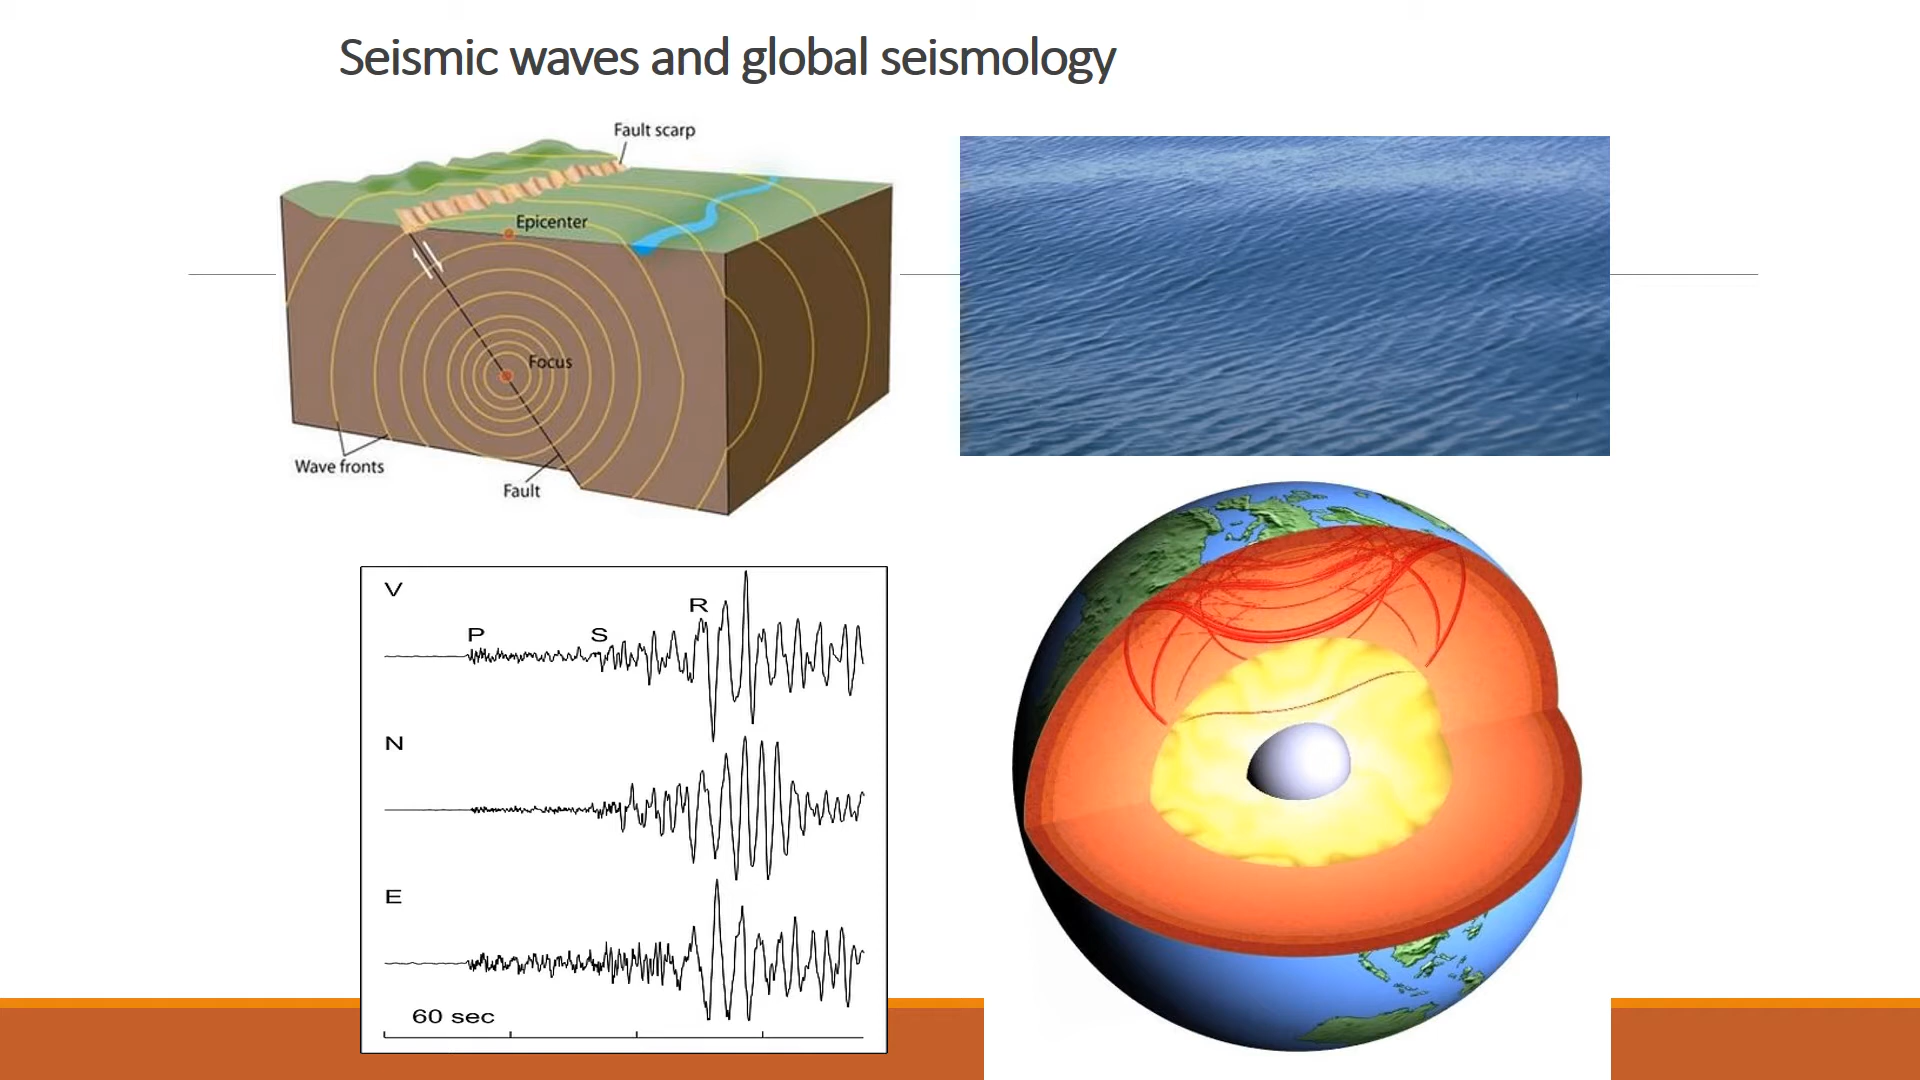 Seismic waves and global seismology
Fault scarp
Epicenter
Focus
Wave fronts
Fault
V
P
S
R
N
E
60 sec